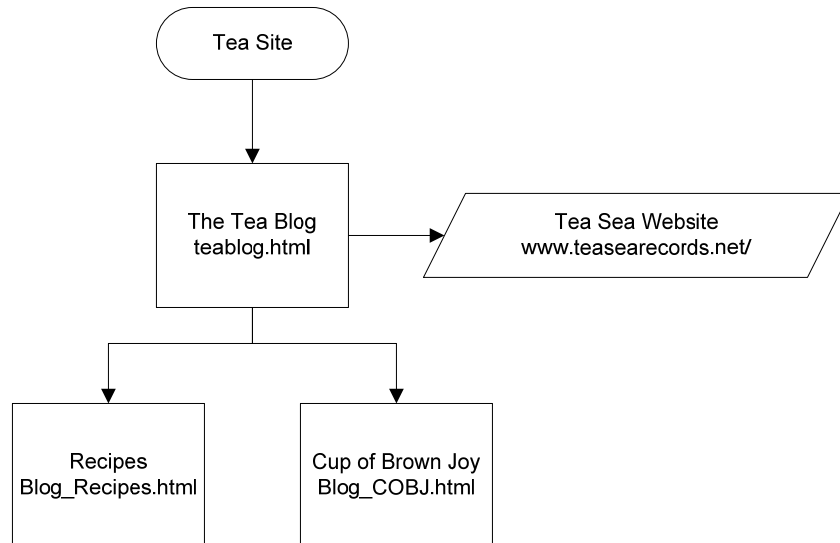 Tea Site
The Tea Blog
teablog.html
Tea Sea Website
www.teasearecords.net/
Recipes
Blog_Recipes.html
Cup of Brown Joy
Blog_COBJ.html